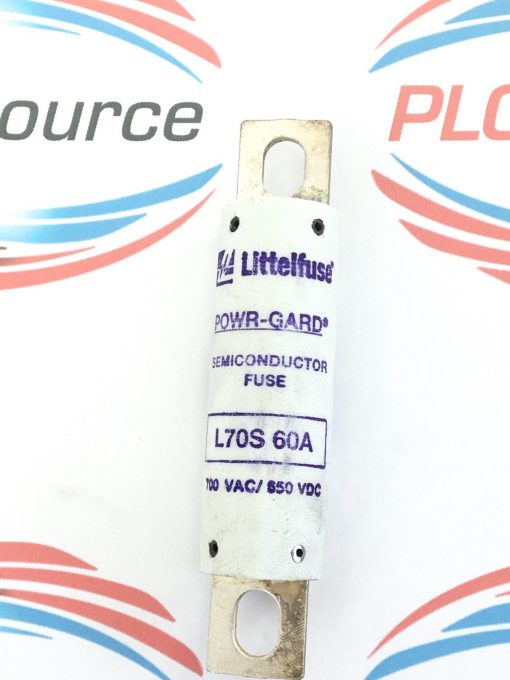 ource
PLC
Littelfuse®
POWR-GARD®
SEMICONDUCTOR
FUSE
L70S 60A
700 VAC/ 650 VDC